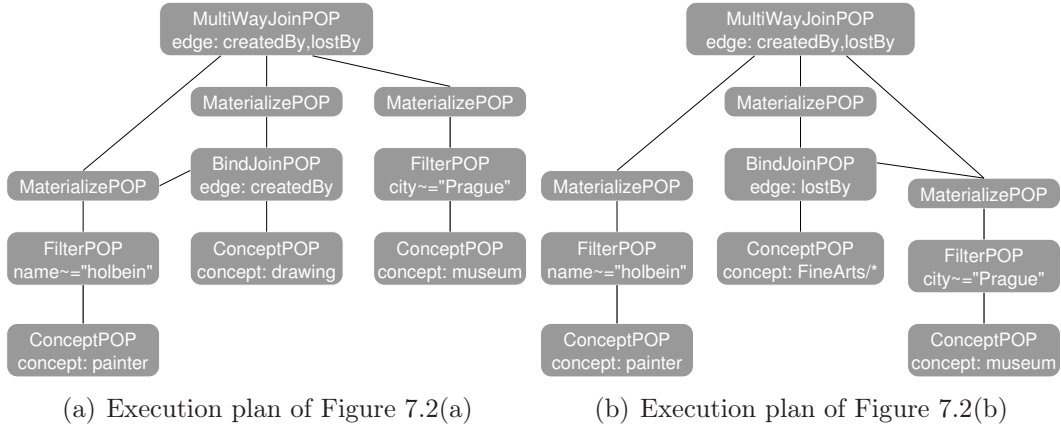 MultiWayJoinPOP
edge: createdBy,lostBy
MaterializePOP
MaterializePOP
BindJoinPOP
edge: createdBy
FilterPOP
city~="Prague"
MaterializePOP
FilterPOP
name~="holbein"
ConceptPOP
concept: drawing
ConceptPOP
concept: museum
ConceptPOP
concept: painter
(a) Execution plan of Figure 7.2(a)
MultiWayJoinPOP
edge: createdBy,lostBy
MaterializePOP
BindJoinPOP
edge: lostBy
MaterializePOP
MaterializePOP
FilterPOP
name~="holbein"
ConceptPOP
concept: FineArts/*
FilterPOP
city~="Prague"
ConceptPOP
concept: painter
ConceptPOP
concept: museum
(b) Execution plan of Figure 7.2(b)